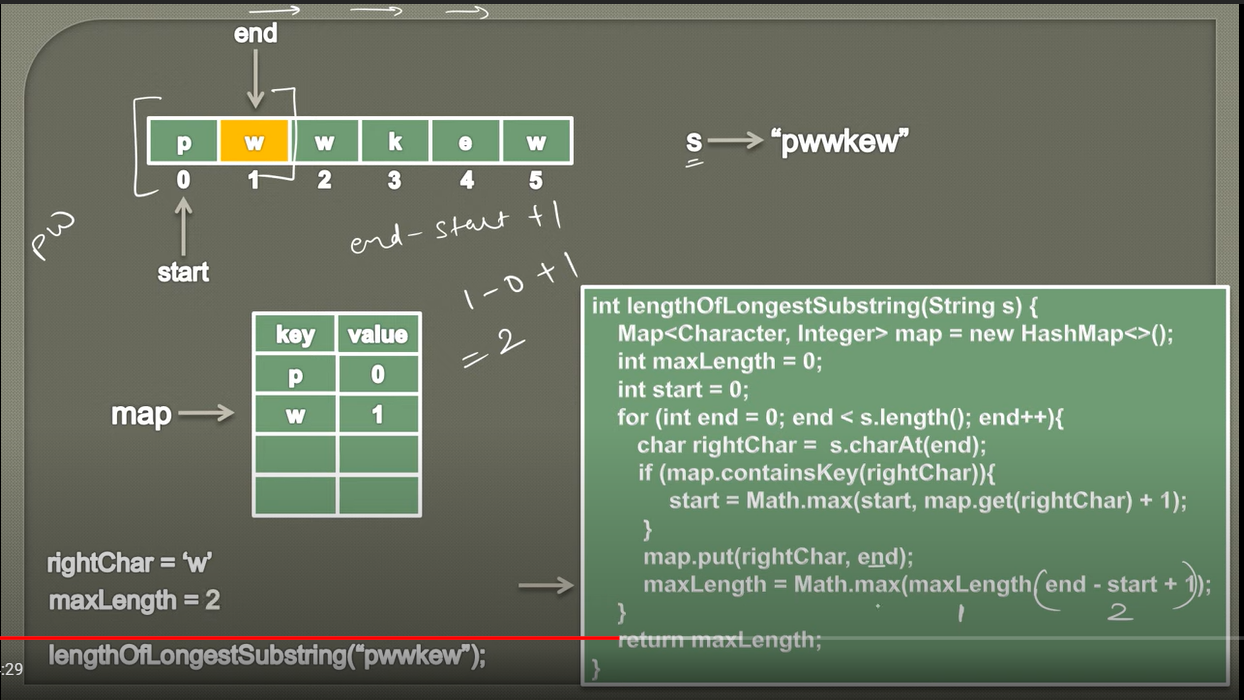 end
p w w k e w
0 1 2 3 4 5
s “pwwkew”
pw
start
end - start + 1
1 - 0 + 1
= 2
key value
p 0
w 1
map
rightChar = ‘w’
maxLength = 2
lengthOfLongestSubstring(“pwwkew”);
:29
int lengthOfLongestSubstring(String s) {
Map<Character, Integer> map = new HashMap<>();
int maxLength = 0;
int start = 0;
for (int end = 0; end < s.length(); end++){
char rightChar = s.charAt(end);
if (map.containsKey(rightChar)){
start = Math.max(start, map.get(rightChar) + 1);
}
map.put(rightChar, end);
maxLength = Math.max(maxLength(end - start + 1));
1 2
}
return maxLength;
}